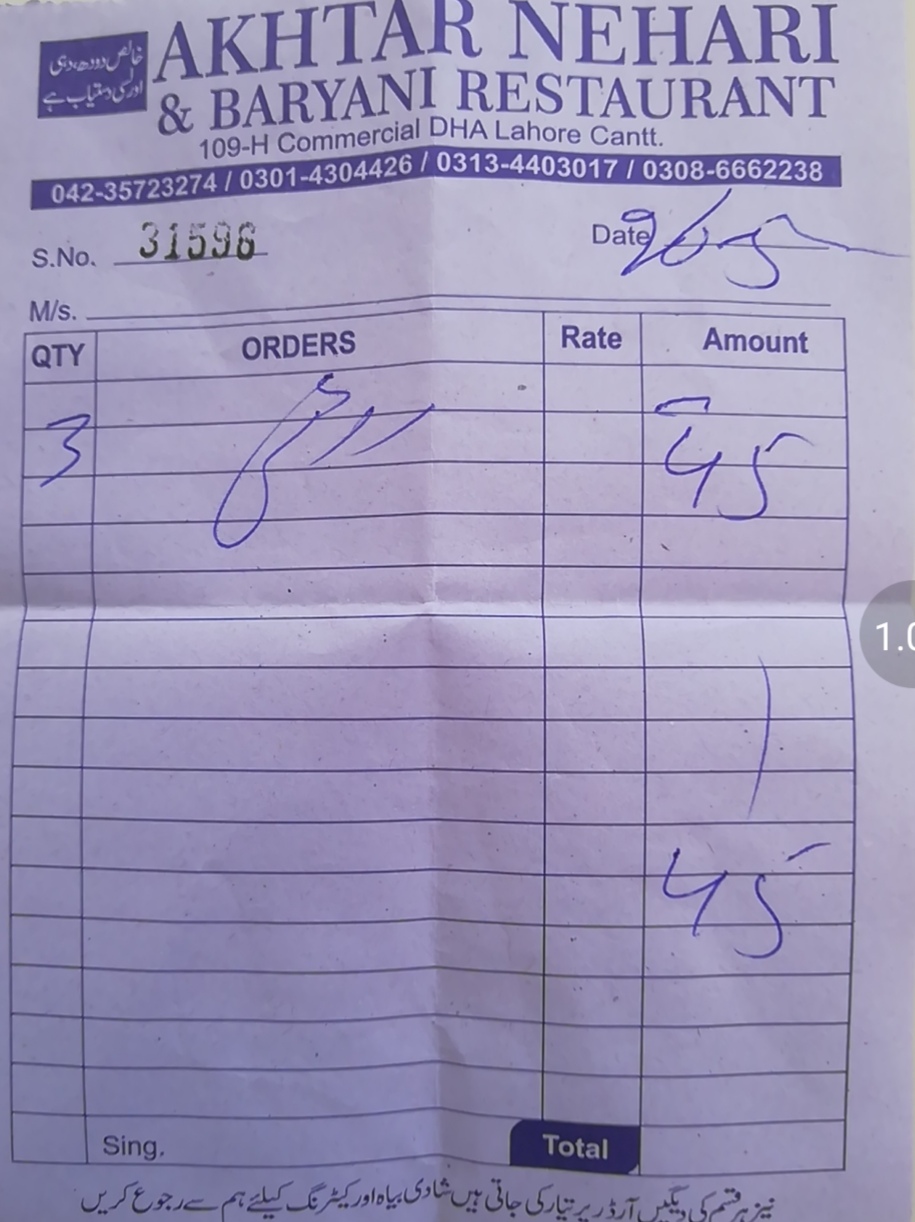 خالص دودھ، دہی
اور لسی دستیاب ہے
AKHTAR NEHARI
& BARYANI RESTAURANT
109-H Commercial DHA Lahore Cantt.
042-35723274 / 0301-4304426 / 0313-4403017 / 0308-6662238
S.No. 31596 Date
M/s.
QTY ORDERS Rate Amount
3 45
45
Sing. Total
نیز ہر قسم کی دیگیں آرڈر پر تیار کی جاتی ہیں شادی بیاہ اور کیٹرنگ کیلئے ہم سے رجوع کریں
1.0